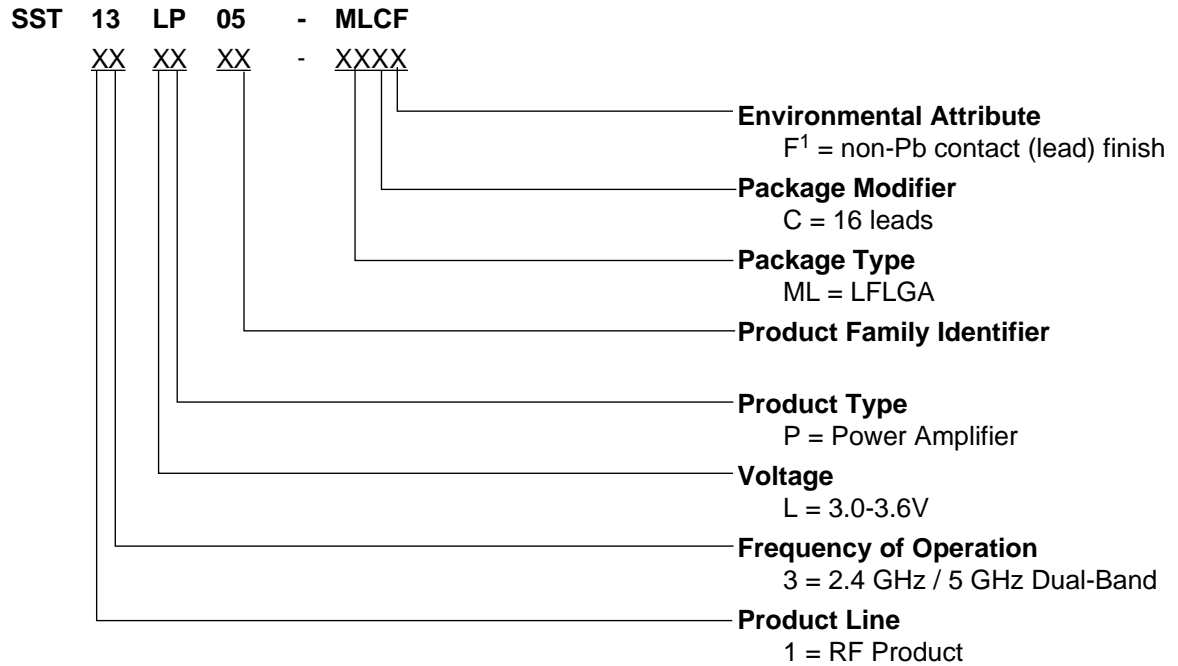 SST 13 LP 05 - MLCF
XX XX XX - XXXX
Environmental Attribute
F¹ = non-Pb contact (lead) finish
Package Modifier
C = 16 leads
Package Type
ML = LFLGA
Product Family Identifier
Product Type
P = Power Amplifier
Voltage
L = 3.0-3.6V
Frequency of Operation
3 = 2.4 GHz / 5 GHz Dual-Band
Product Line
1 = RF Product